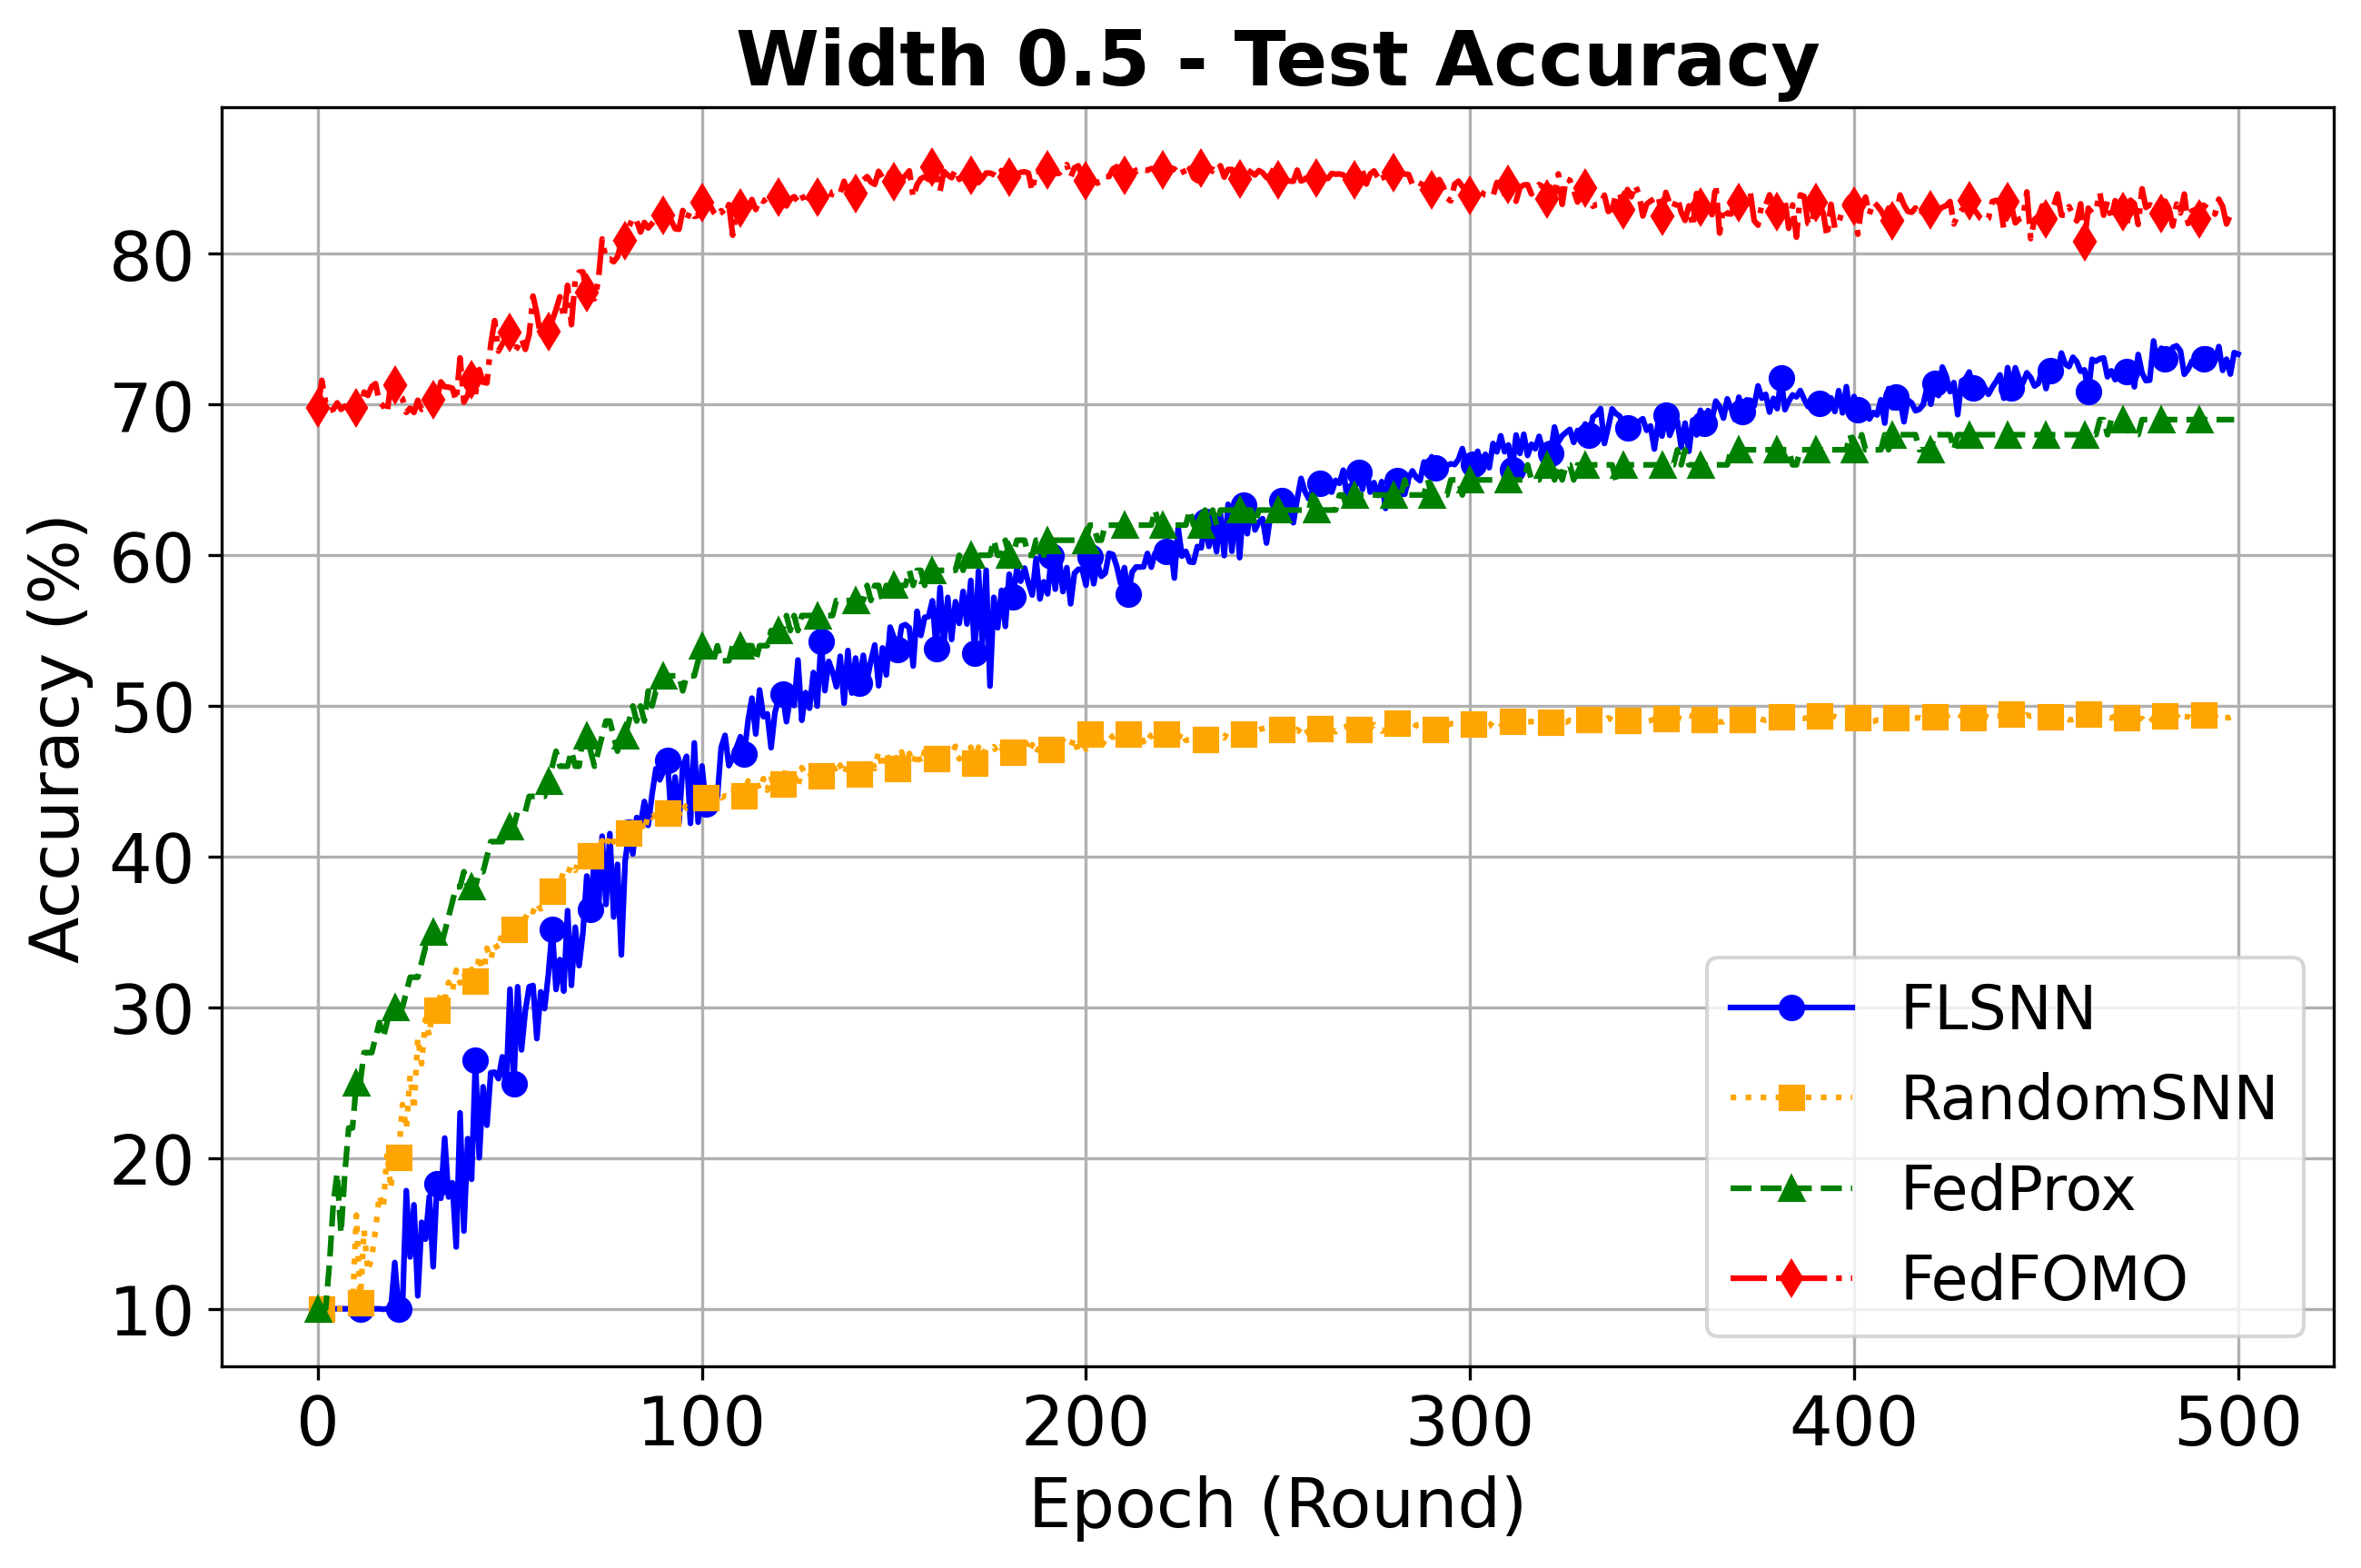 Width 0.5 - Test Accuracy
Accuracy (%)
80
70
60
50
40
30
20
10
FLSNN
RandomSNN
FedProx
FedFOMO
0 100 200 300 400 500
Epoch (Round)